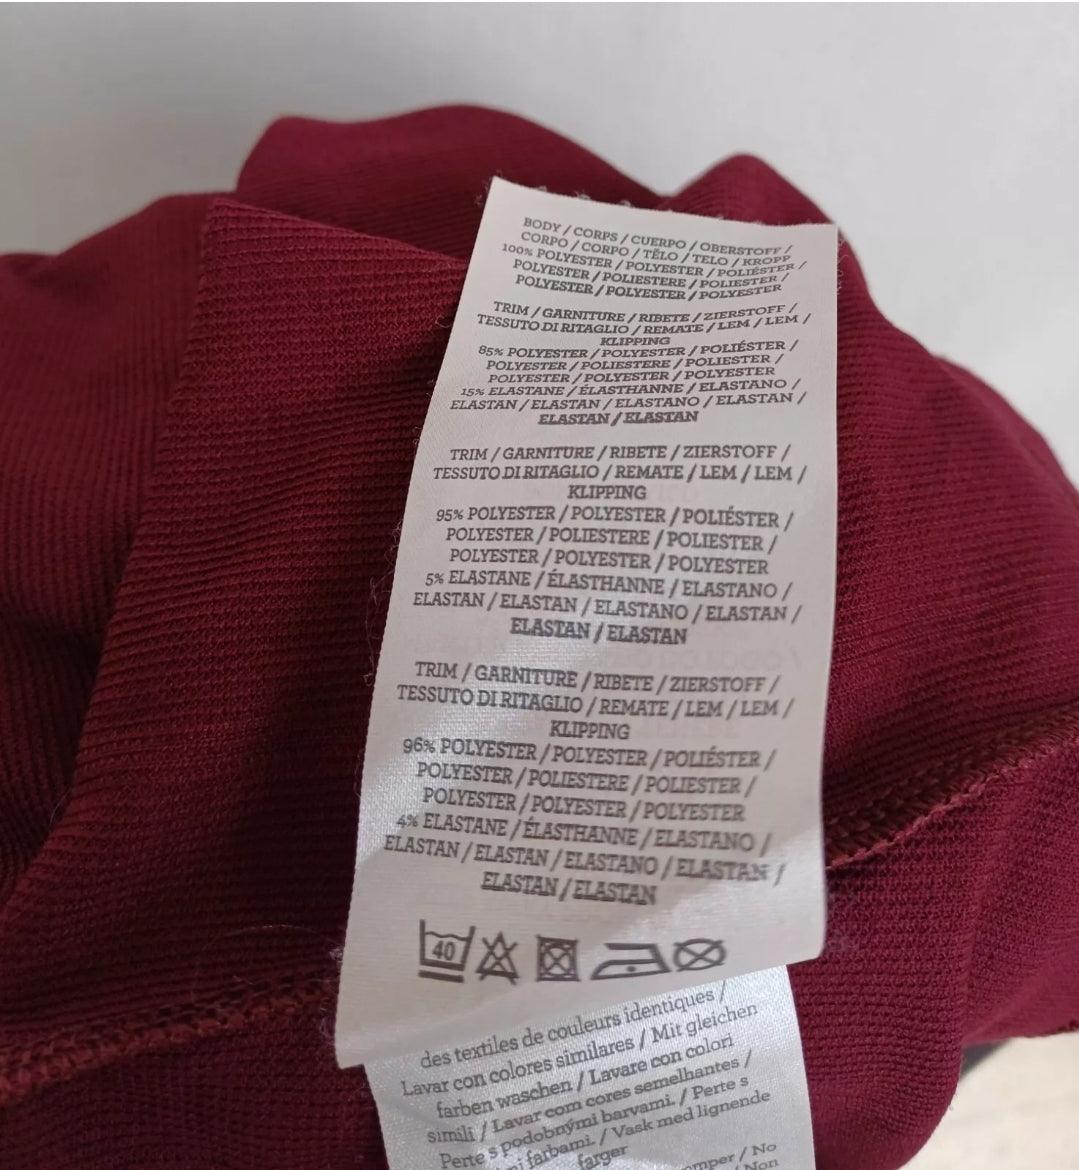 BODY / CORPS / CUERPO / OBERSTOFF /
CORPO / CORPO / TĚLO / TELO / KROPP
100% POLYESTER / POLYESTER / POLIÉSTER /
POLYESTER / POLIESTERE / POLIESTER /
POLYESTER / POLYESTER / POLYESTER
TRIM / GARNITURE / RIBETE / ZIERSTOFF /
TESSUTO DI RITAGLIO / REMATE / LEM / LEM /
KLIPPING
85% POLYESTER / POLYESTER / POLIÉSTER /
POLYESTER / POLIESTERE / POLIESTER /
POLYESTER / POLYESTER / POLYESTER
15% ELASTANE / ÉLASTHANNE / ELASTANO /
ELASTAN / ELASTAN / ELASTANO / ELASTAN /
ELASTAN / ELASTAN
TRIM / GARNITURE / RIBETE / ZIERSTOFF /
TESSUTO DI RITAGLIO / REMATE / LEM / LEM /
KLIPPING
95% POLYESTER / POLYESTER / POLIÉSTER /
POLYESTER / POLIESTERE / POLIESTER /
POLYESTER / POLYESTER / POLYESTER
5% ELASTANE / ÉLASTHANNE / ELASTANO /
ELASTAN / ELASTAN / ELASTANO / ELASTAN /
ELASTAN / ELASTAN
TRIM / GARNITURE / RIBETE / ZIERSTOFF /
TESSUTO DI RITAGLIO / REMATE / LEM / LEM /
KLIPPING
96% POLYESTER / POLYESTER / POLIÉSTER /
POLYESTER / POLIESTERE / POLIESTER /
POLYESTER / POLYESTER / POLYESTER
4% ELASTANE / ÉLASTHANNE / ELASTANO /
ELASTAN / ELASTAN / ELASTANO / ELASTAN /
ELASTAN / ELASTAN
40
des textiles de couleurs identiques /
Lavar con colores similares / Mit gleichen
farben waschen / Lavare con colori
simili / Lavar com cores semelhantes /
Perte s podobnými barvami. / Perte s
farbami. / Vask med lignende
farger
/ No
/ Non